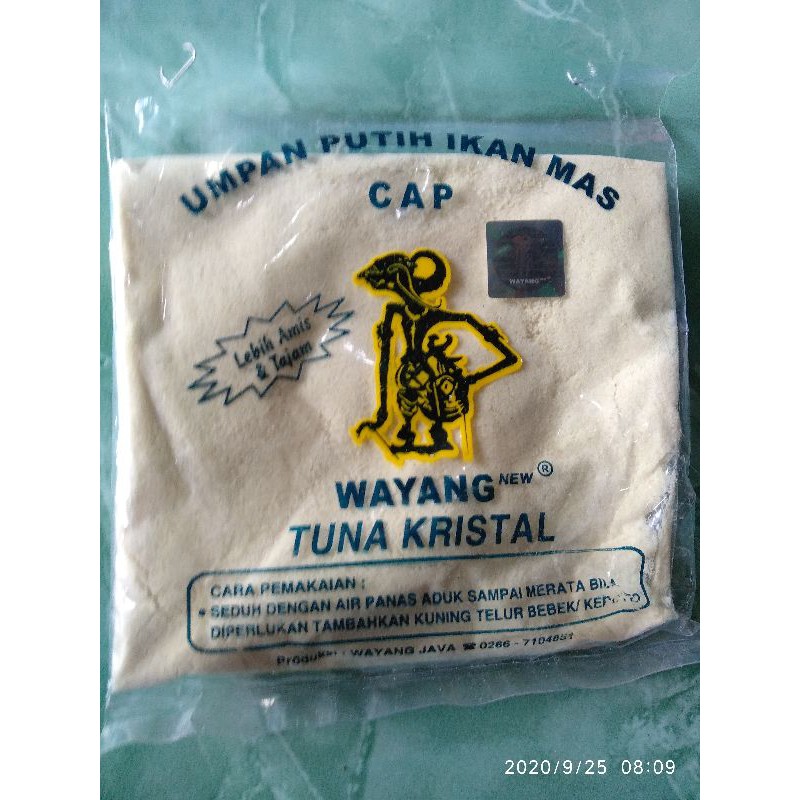 UMPAN PUTIH IKAN MAS
CAP
WAYANG
Lebih Amis
& Tajam
WAYANG NEW ®
TUNA KRISTAL
CARA PEMAKAIAN :
• SEDUH DENGAN AIR PANAS ADUK SAMPAI MERATA
DIPERLUKAN TAMBAHKAN KUNING TELUR BEBEK/
Produksi : WAYANG JAVA ☎ 0266 - 7104851
2020/9/25 08:09